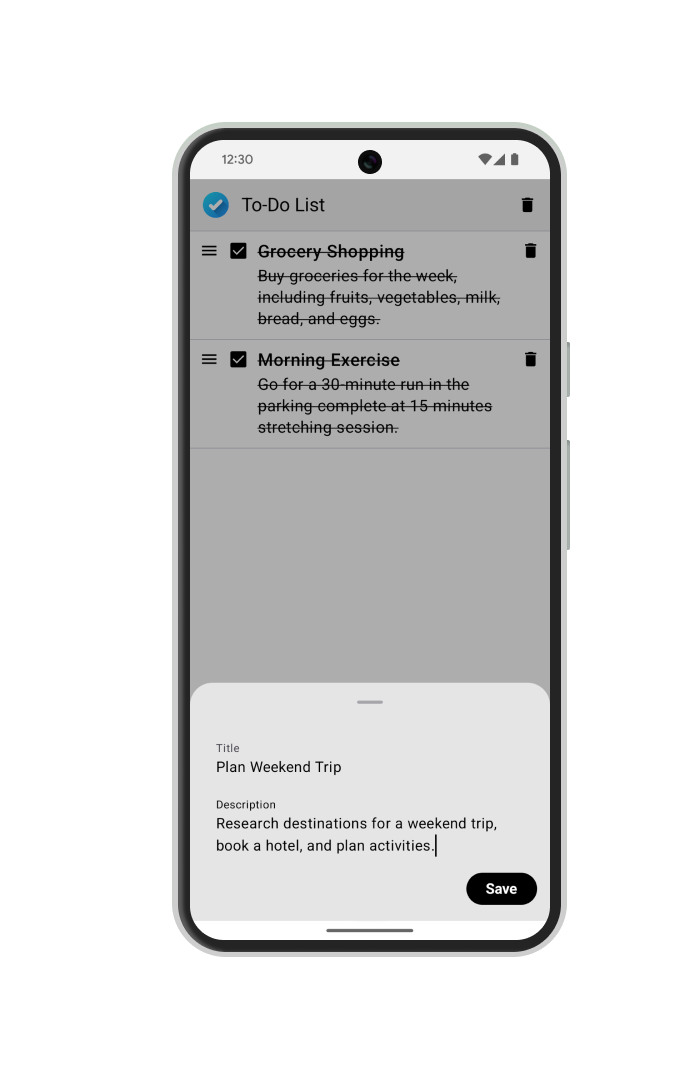 12:30
To-Do List
Grocery Shopping
Buy groceries for the week,
including fruits, vegetables, milk,
bread, and eggs.
Morning Exercise
Go for a 30-minute run in the
parking complete at 15 minutes
stretching session.
Title
Plan Weekend Trip
Description
Research destinations for a weekend trip,
book a hotel, and plan activities.
Save